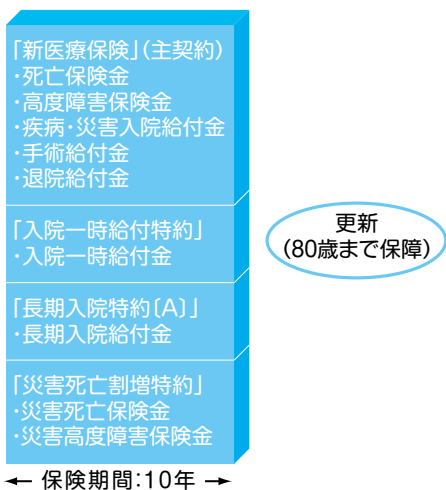 「新医療保険」(主契約)
・死亡保険金
・高度障害保険金
・疾病・災害入院給付金
・手術給付金
・退院給付金
「入院一時給付特約」
・入院一時給付金
「長期入院特約〔A〕」
・長期入院給付金
「災害死亡割増特約」
・災害死亡保険金
・災害高度障害保険金
更新
(80歳まで保障)
← 保険期間:10年 →